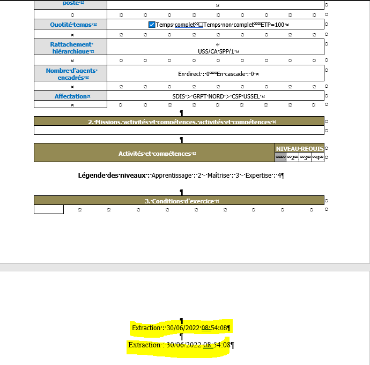 poste
Quotité temps
Temps complet Temps non complet ETP=100
Rattachement
hiérarchique
USS/CA SPP/1
Nombre d'agents
encadrés
En direct : 0 En cascade : 0
Affectation
SDIS > GRPT NORD > CSP USSEL
2. Missions, activités et compétences, activités et compétences
Activités et compétences
NIVEAU REQUIS
Légende des niveaux : Apprentissage : 2 - Maîtrise : 3 - Expertise : 4
3. Conditions d'exercice
Extraction : 30/06/2022 08:54:08
Extraction : 30/06/2022 08:54:08